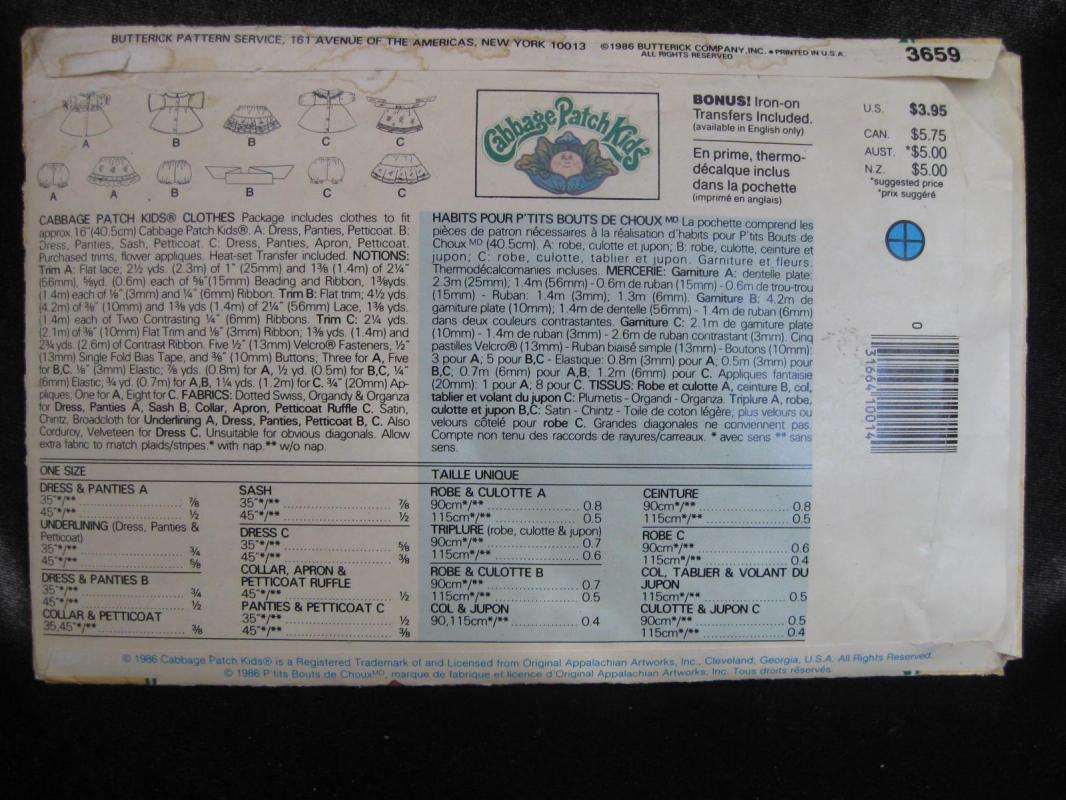 BUTTERICK PATTERN SERVICE, 161 AVENUE OF THE AMERICAS, NEW YORK 10013 ©1986 BUTTERICK COMPANY, INC. • PRINTED IN U.S.A.
ALL RIGHTS RESERVED
3659
A B B C C
A A B B C C
Cabbage Patch Kids
BONUS! Iron-on
Transfers Included.
(available in English only)
En prime, thermo-
décalque inclus
dans la pochette
(imprimé en anglais)
U.S. $3.95
CAN. $5.75
AUST. *$5.00
N.Z. $5.00
*suggested price
*prix suggéré
CABBAGE PATCH KIDS® CLOTHES Package includes clothes to fit
approx. 16"(40.5cm) Cabbage Patch Kids®. A: Dress, Panties, Petticoat. B:
Dress, Panties, Sash, Petticoat. C: Dress, Panties, Apron, Petticoat.
Purchased trims, flower appliques. Heat-set Transfer included. NOTIONS:
Trim A: Flat lace; 2½ yds. (2.3m) of 1" (25mm) and 1⅜ (1.4m) of 2¼"
(56mm), ⅝yd. (0.6m) each of ⅝"(15mm) Beading and Ribbon, 1⅜yds.
(1.4m) each of ⅛" (3mm) and ¼" (6mm) Ribbon. Trim B: Flat trim; 4½ yds.
(4.2m) of ⅜" (10mm) and 1⅜ yds (1.4m) of 2¼" (56mm) Lace, 1⅜ yds.
(1.4m) each of Two Contrasting ¼" (6mm) Ribbons. Trim C: 2¼ yds.
(2.1m) of ⅜" (10mm) Flat Trim and ⅛" (3mm) Ribbon; 1⅜ yds. (1.4m) and
2¾ yds. (2.6m) of Contrast Ribbon. Five ½" (13mm) Velcro® Fasteners, ½"
(13mm) Single Fold Bias Tape, and ⅜" (10mm) Buttons; Three for A, Five
for B,C. ⅛" (3mm) Elastic; ⅞ yds. (0.8m) for A, ½ yd. (0.5m) for B,C, ¼"
(6mm) Elastic; ¾ yd. (0.7m) for A,B, 1¼ yds. (1.2m) for C. ¾" (20mm) Ap-
pliques; One for A, Eight for C. FABRICS: Dotted Swiss, Organdy & Organza
for Dress, Panties A, Sash B, Collar, Apron, Petticoat Ruffle C. Satin,
Chintz, Broadcloth for Underlining A, Dress, Panties, Petticoat B, C. Also
Corduroy, Velveteen for Dress C. Unsuitable for obvious diagonals. Allow
extra fabric to match plaids/stripes.* with nap.** w/o nap.
HABITS POUR P'TITS BOUTS DE CHOUX MD La pochette comprend les
pièces de patron nécessaires à la réalisation d'habits pour P'tits Bouts de
Choux MD (40.5cm). A: robe, culotte et jupon; B: robe, culotte, ceinture et
jupon; C: robe, culotte, tablier et jupon. Garniture et fleurs.
Thermodécalcomanies incluses. MERCERIE: Garniture A: dentelle plate:
2.3m (25mm); 1.4m (56mm) - 0.6m de ruban (15mm) - 0.6m de trou-trou
(15mm) - Ruban: 1.4m (3mm); 1.3m (6mm). Garniture B: 4.2m de
garniture plate (10mm); 1.4m de dentelle (56mm) - 1.4m de ruban (6mm)
dans deux couleurs contrastantes. Garniture C: 2.1m de garniture plate
(10mm) - 1.4m de ruban (3mm) - 2.6m de ruban contrastant (3mm). Cinq
pastilles Velcro® (13mm) - Ruban biaisé simple (13mm) - Boutons (10mm):
3 pour A; 5 pour B,C - Elastique: 0.8m (3mm) pour A; 0.5m (3mm) pour
B,C; 0.7m (6mm) pour A,B; 1.2m (6mm) pour C. Appliques fantaisie
(20mm): 1 pour A; 8 pour C. TISSUS: Robe et culotte A, ceinture B, col,
tablier et volant du jupon C: Plumetis - Organdi - Organza. Triplure A, robe,
culotte et jupon B,C: Satin - Chintz - Toile de coton légère; plus velours ou
velours côtelé pour robe C. Grandes diagonales ne conviennent pas.
Compte non tenu des raccords de rayures/carreaux. * avec sens ** sans
sens.
0
31664 10014
ONE SIZE
DRESS & PANTIES A
35"*/** ⅞
45"*/** ½
UNDERLINING (Dress, Panties &
Petticoat)
35"*/** ¾
45"*/** ⅝
DRESS & PANTIES B
35"*/** ¾
45"*/** ½
COLLAR & PETTICOAT
35,45"*/** ⅜
SASH
35"*/** ⅞
45"*/** ½
DRESS C
35"*/** ⅝
45"*/** ⅜
COLLAR, APRON &
PETTICOAT RUFFLE
45"*/** ½
PANTIES & PETTICOAT C
35"*/** ½
45"*/** ⅜
TAILLE UNIQUE
ROBE & CULOTTE A
90cm*/** 0.8
115cm*/** 0.5
TRIPLURE (robe, culotte & jupon)
90cm*/** 0.7
115cm*/** 0.6
ROBE & CULOTTE B
90cm*/** 0.7
115cm*/** 0.5
COL & JUPON
90,115cm*/** 0.4
CEINTURE
90cm*/** 0.8
115cm*/** 0.5
ROBE C
90cm*/** 0.6
115cm*/** 0.4
COL, TABLIER & VOLANT DU
JUPON
115cm*/** 0.5
CULOTTE & JUPON C
90cm*/** 0.5
115cm*/** 0.4
© 1986 Cabbage Patch Kids® is a Registered Trademark of and Licensed from Original Appalachian Artworks, Inc., Cleveland, Georgia, U.S.A. All Rights Reserved.
© 1986 P'tits Bouts de Choux MD, marque de fabrique et licence d'Original Appalachian Artworks, Inc. Tous droits réservés.